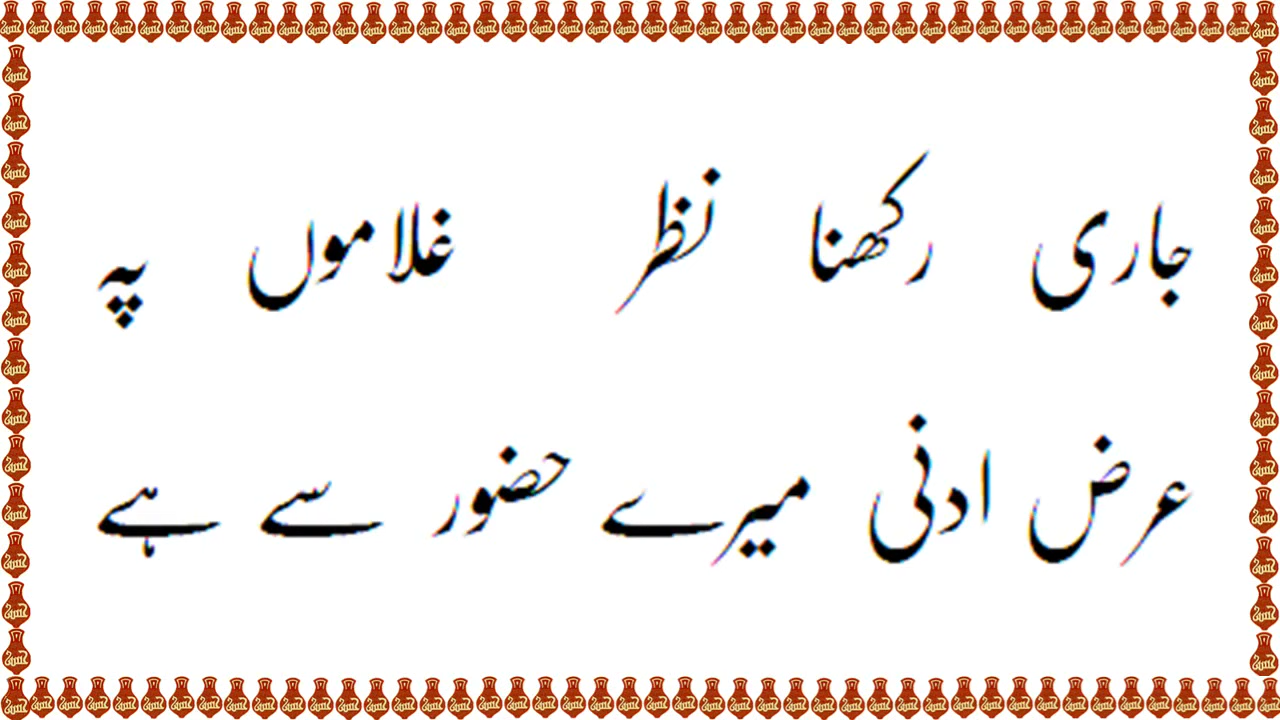 جاری رکھنا نظر غلاموں پہ
عرض ادنی میرے حضور سے ہے